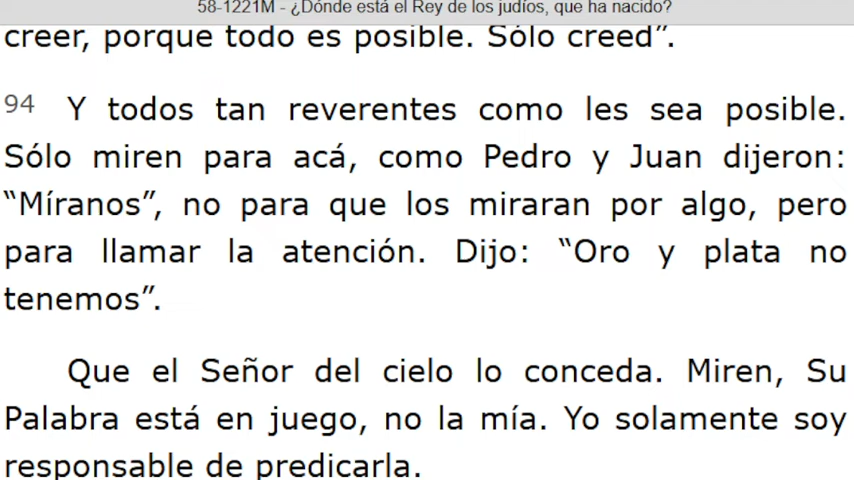 58-1221M - ¿Dónde está el Rey de los judíos, que ha nacido?
creer, porque todo es posible. Sólo creed”.
94 Y todos tan reverentes como les sea posible.
Sólo miren para acá, como Pedro y Juan dijeron:
“Míranos”, no para que los miraran por algo, pero
para llamar la atención. Dijo: “Oro y plata no
tenemos”.
Que el Señor del cielo lo conceda. Miren, Su
Palabra está en juego, no la mía. Yo solamente soy
responsable de predicarla.